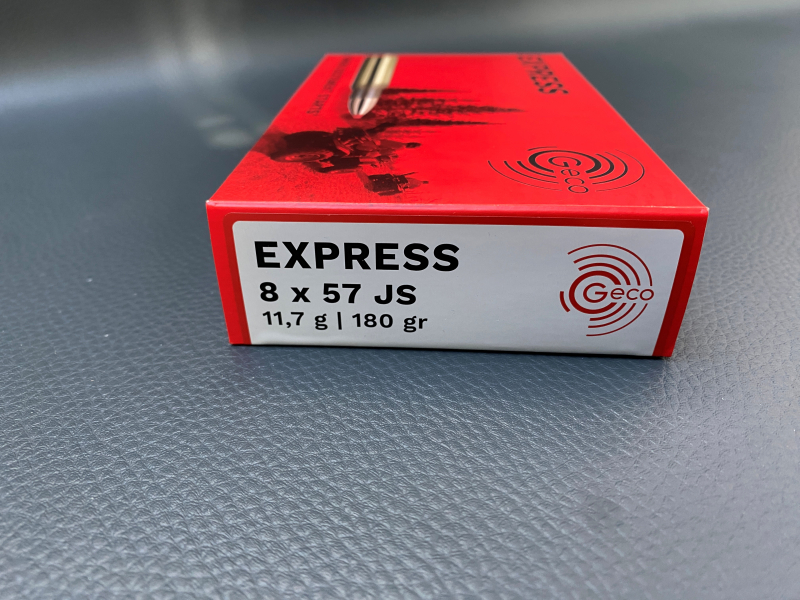 EXPRESS
Geco
EXPRESS
8 x 57 JS
11,7 g | 180 gr
Geco